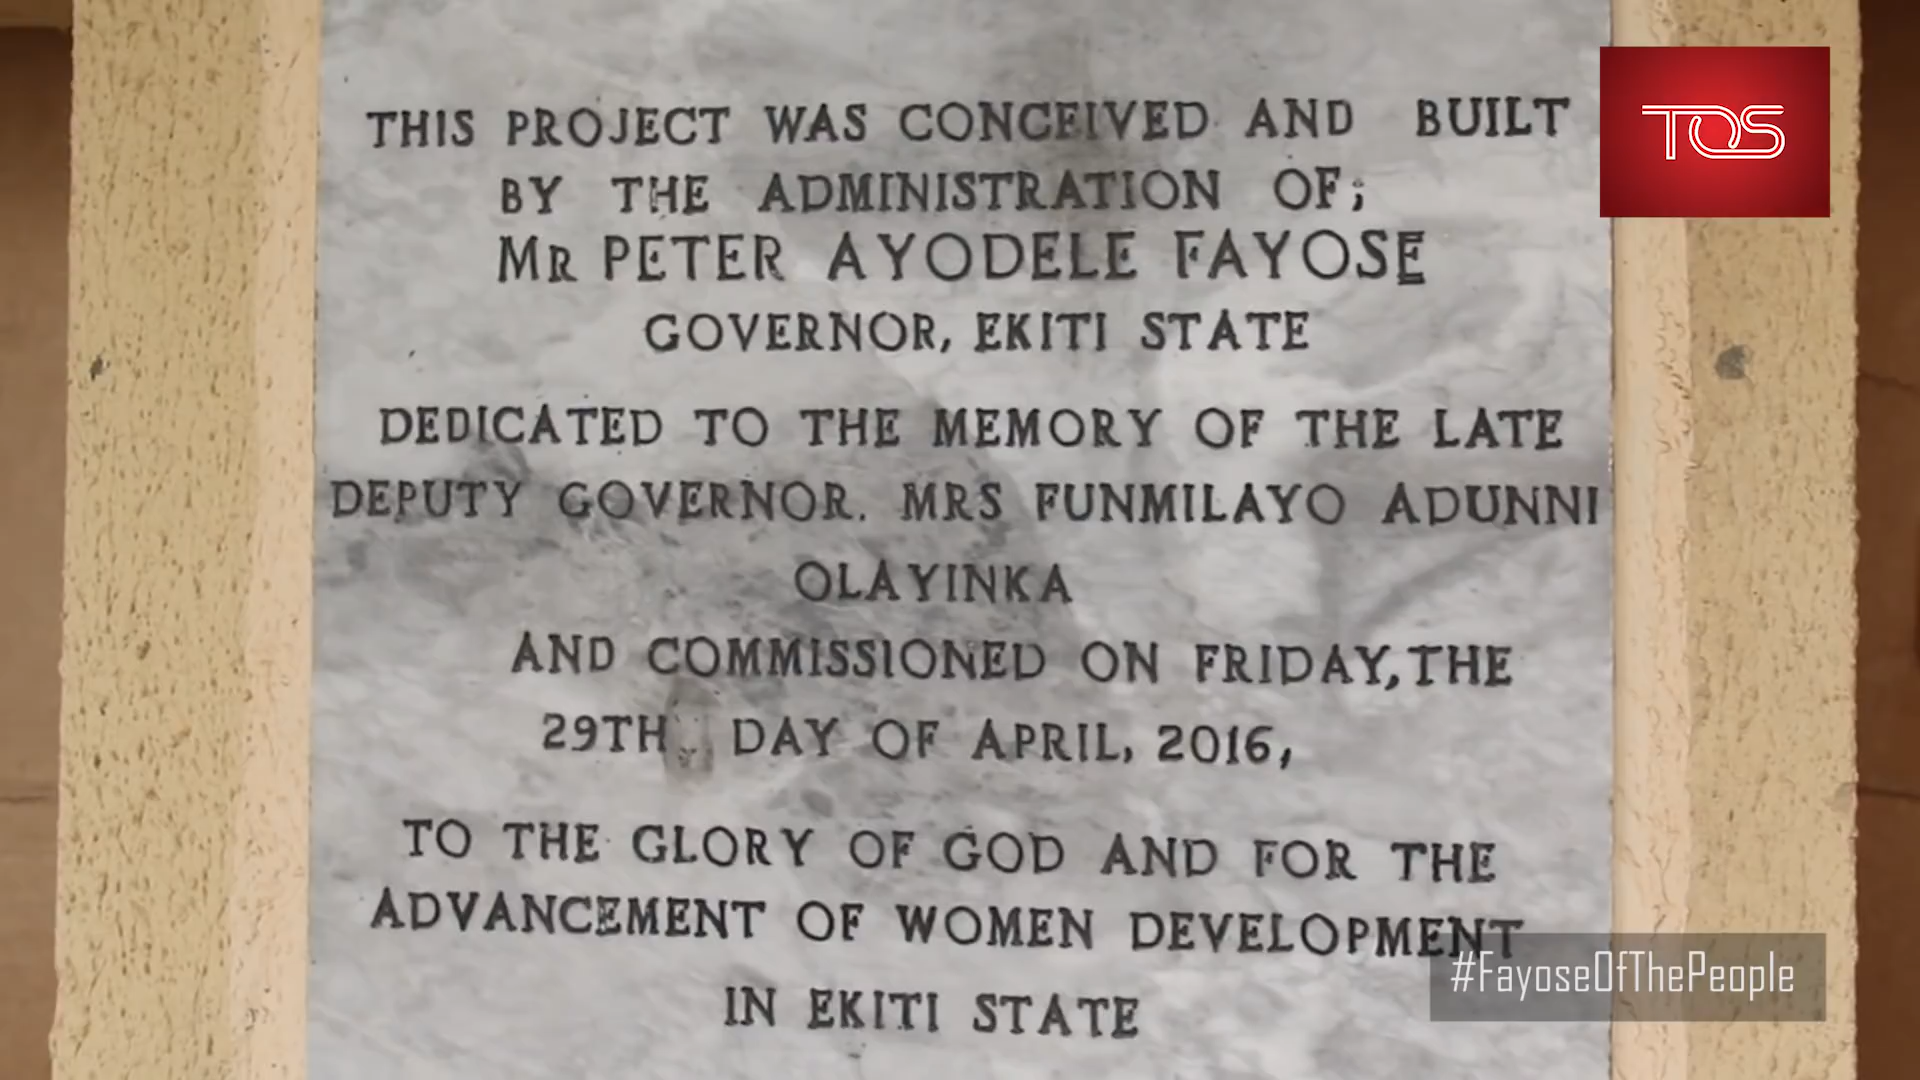 THIS PROJECT WAS CONCEIVED AND BUILT
BY THE ADMINISTRATION OF;
MR PETER AYODELE FAYOSE
GOVERNOR, EKITI STATE
DEDICATED TO THE MEMORY OF THE LATE
DEPUTY GOVERNOR. MRS FUNMILAYO ADUNNI
OLAYINKA
AND COMMISSIONED ON FRIDAY, THE
29TH DAY OF APRIL, 2016,
TO THE GLORY OF GOD AND FOR THE
ADVANCEMENT OF WOMEN DEVELOPMENT
IN EKITI STATE
TOS
#FayoseOfThePeople